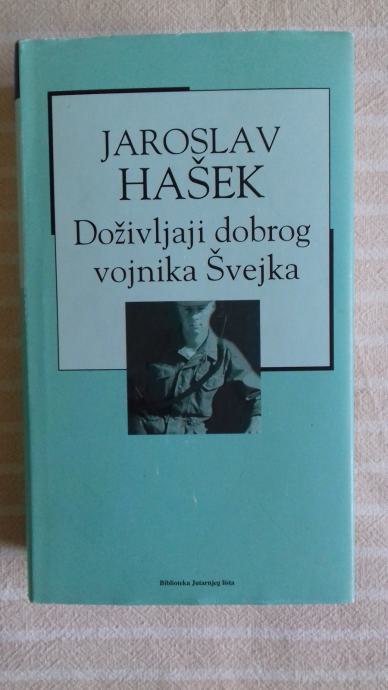 JAROSLAV
HAŠEK
Doživljaji dobrog
vojnika Švejka
Biblioteka Jutarnjeg lista